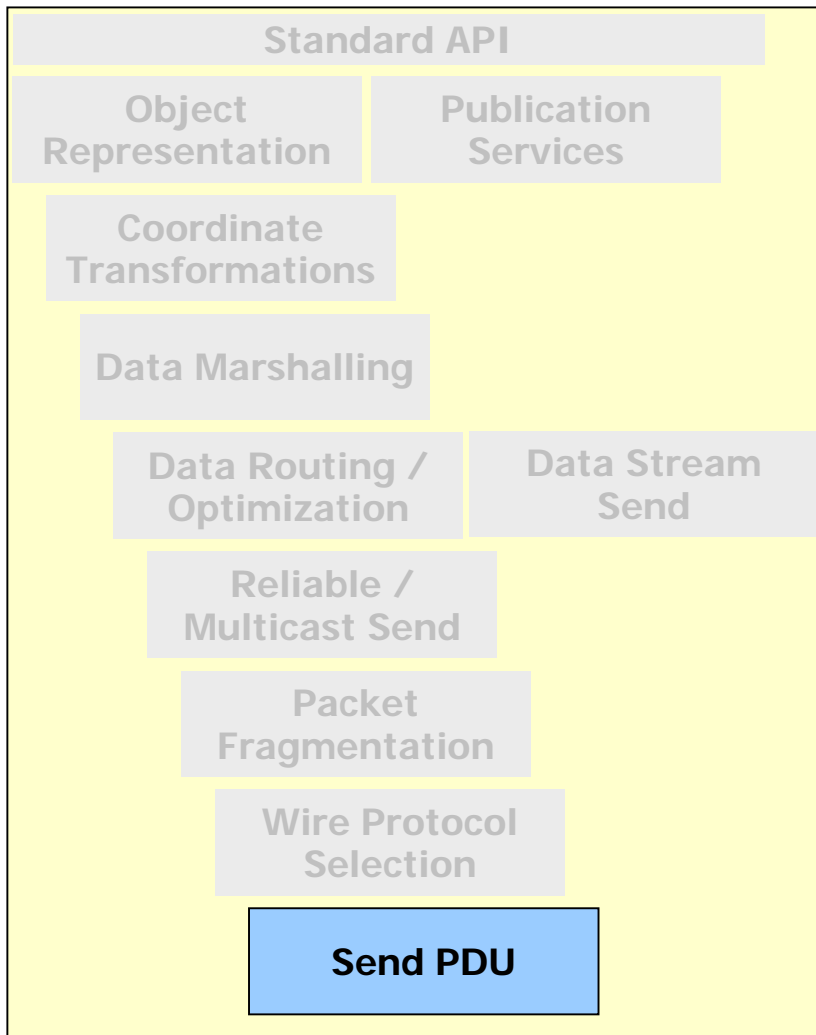 Standard API
Object
Representation
Publication
Services
Coordinate
Transformations
Data Marshalling
Data Routing /
Optimization
Data Stream
Send
Reliable /
Multicast Send
Packet
Fragmentation
Wire Protocol
Selection
Send PDU